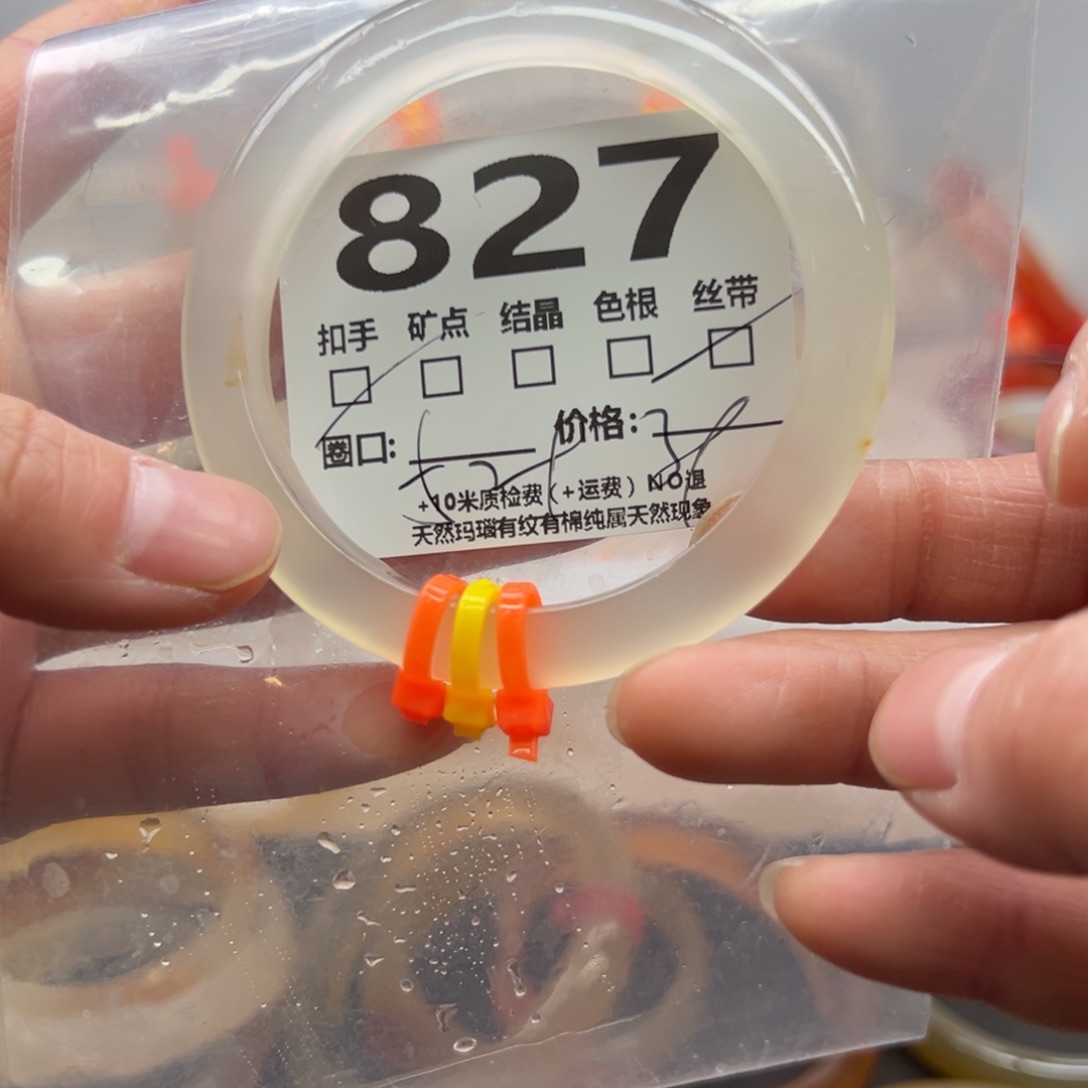 827
扣手 矿点 结晶 色根 丝带
圈口: 价格:
+10米质检费(+运费) NO退
天然玛瑙有纹有棉纯属天然现象